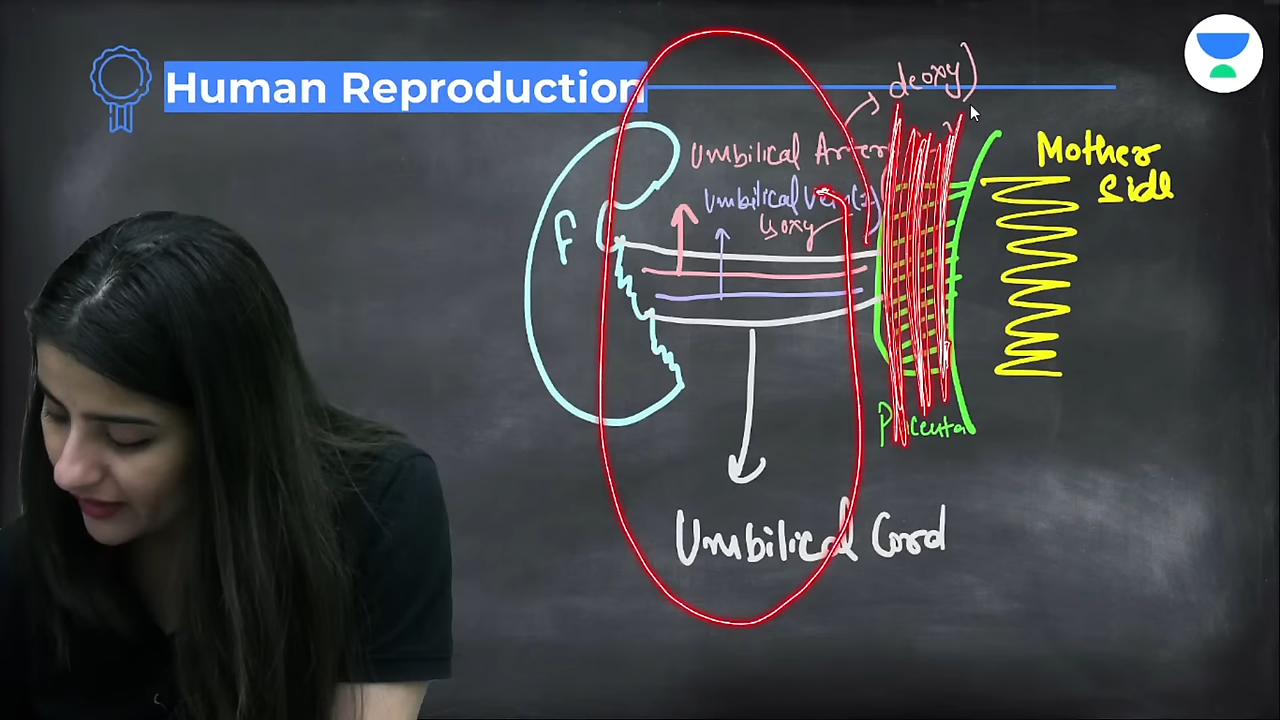 Human Reproduction
deoxy)
Umbilical Arter
Umbilical Vein(
↳oxy
Mother
Side
F
Placenta
Umbilical Cord